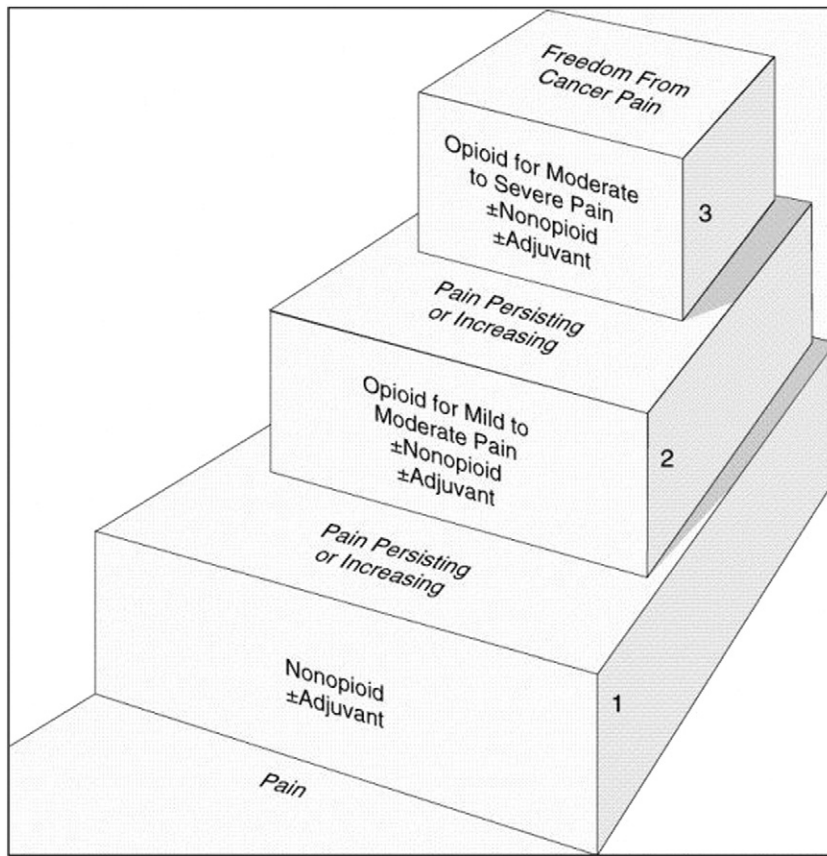 Freedom From
Cancer Pain
Opioid for Moderate
to Severe Pain
±Nonopioid
±Adjuvant
3
Pain Persisting
or Increasing
Opioid for Mild to
Moderate Pain
±Nonopioid
±Adjuvant
2
Pain Persisting
or Increasing
Nonopioid
±Adjuvant
1
Pain